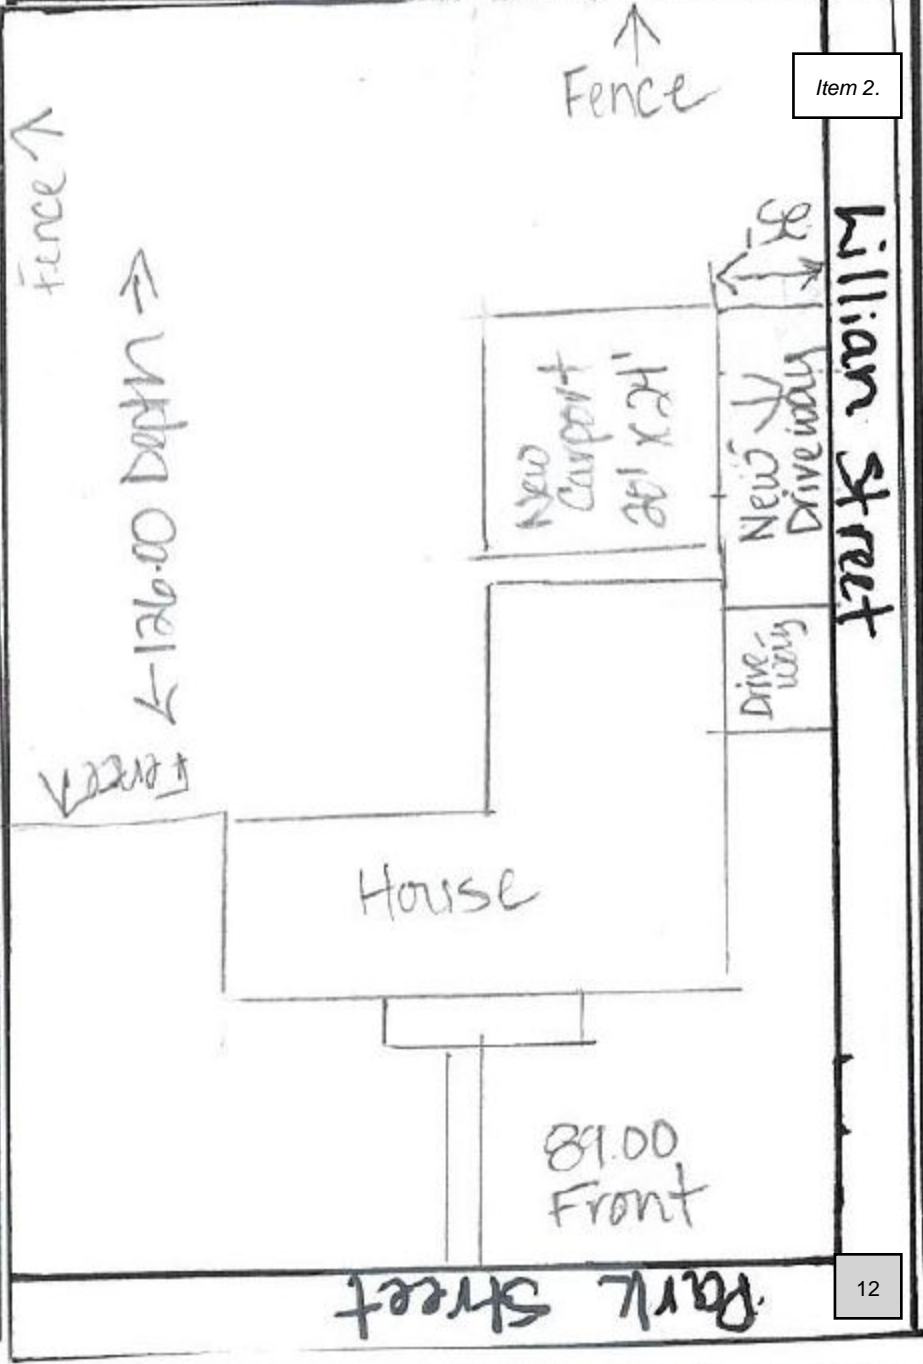 Fence
Item 2.
Fence
Lillian Street
126.00 Depth
New
Carport
20' x 24'
New
Driveway
Drive-
way
Fence
House
89.00
Front
Park Street
12